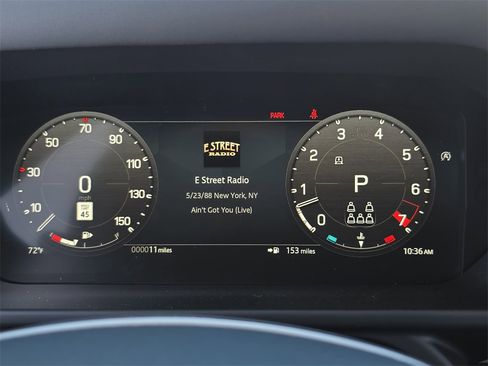 PARK
10 30 50 70 90 110 130 150
0
mph
45
E STREET
RADIO
E Street Radio
5/23/88 New York, NY
Ain't Got You (Live)
0 1 2 3 4 5 6 7
P
72°F
000011 miles
153 miles
10:36 AM